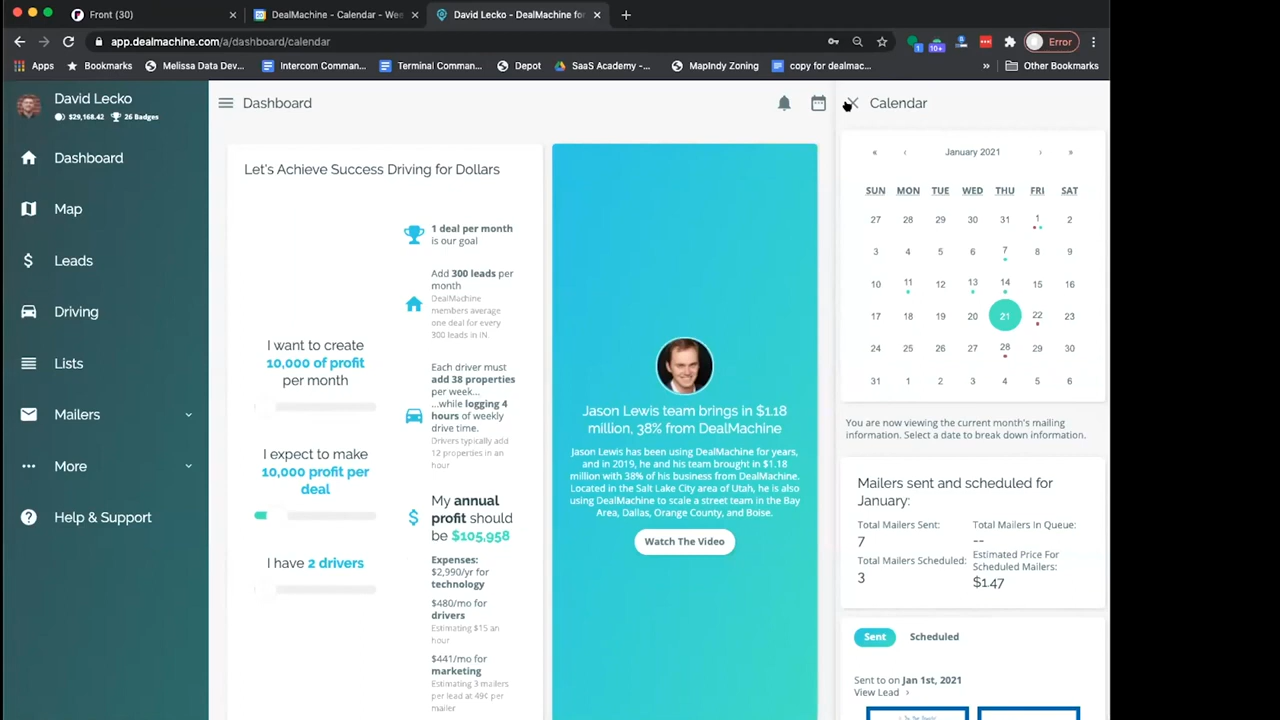 Front (30)
DealMachine - Calendar - Wee
David Lecko - DealMachine for
app.dealmachine.com/a/dashboard/calendar
1
10+
Error
Apps
Bookmarks
Melissa Data Dev...
Intercom Comman...
Terminal Comman...
Depot
SaaS Academy -...
MapIndy Zoning
copy for dealmac...
»
Other Bookmarks
David Lecko
$29,168.42 26 Badges
Dashboard
Map
Leads
Driving
Lists
Mailers
More
Help & Support
Dashboard
Let's Achieve Success Driving for Dollars
I want to create
10,000 of profit
per month
I expect to make
10,000 profit per
deal
I have 2 drivers
1 deal per month
is our goal
Add 300 leads per
month
DealMachine
members average
one deal for every
300 leads in IN.
Each driver must
add 38 properties
per week...
...while logging 4
hours of weekly
drive time.
Drivers typically add
12 properties in an
hour
My annual
profit should
be $105,958
Expenses:
$2,990/yr for
technology
$480/mo for
drivers
Estimating $15 an
hour
$441/mo for
marketing
Estimating 3 mailers
per lead at 49¢ per
mailer
Jason Lewis team brings in $1.18
million, 38% from DealMachine
Jason Lewis has been using DealMachine for years,
and in 2019, he and his team brought in $1.18
million with 38% of his business from DealMachine.
Located in the Salt Lake City area of Utah, he is also
using DealMachine to scale a street team in the Bay
Area, Dallas, Orange County, and Boise.
Watch The Video
Calendar
« ‹ January 2021 › »
SUN MON TUE WED THU FRI SAT
27 28 29 30 31 1 2
3 4 5 6 7 8 9
10 11 12 13 14 15 16
17 18 19 20 21 22 23
24 25 26 27 28 29 30
31 1 2 3 4 5 6
You are now viewing the current month's mailing
information. Select a date to break down information.
Mailers sent and scheduled for
January:
Total Mailers Sent:
7
Total Mailers In Queue:
--
Total Mailers Scheduled:
3
Estimated Price For
Scheduled Mailers:
$1.47
Sent Scheduled
Sent to on Jan 1st, 2021
View Lead ›